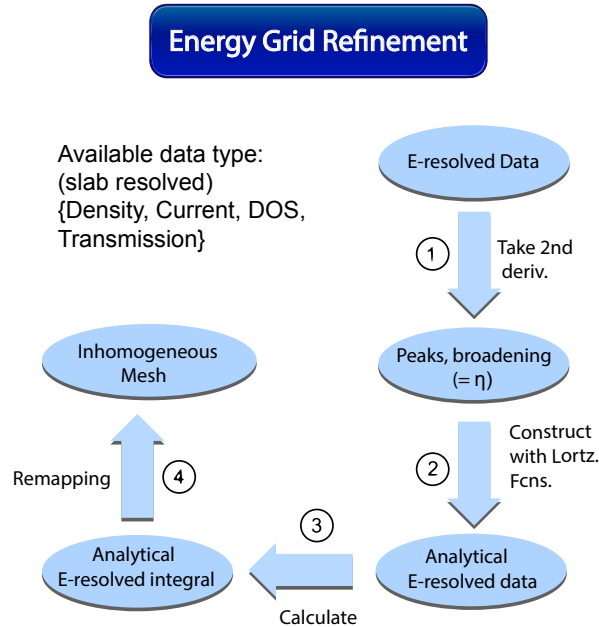 Energy Grid Refinement
Available data type:
(slab resolved)
{Density, Current, DOS,
Transmission}
E-resolved Data
1
Take 2nd
deriv.
Peaks, broadening
(= η)
2
Construct
with Lortz.
Fcns.
Analytical
E-resolved data
3
Calculate
Analytical
E-resolved integral
4
Remapping
Inhomogeneous
Mesh